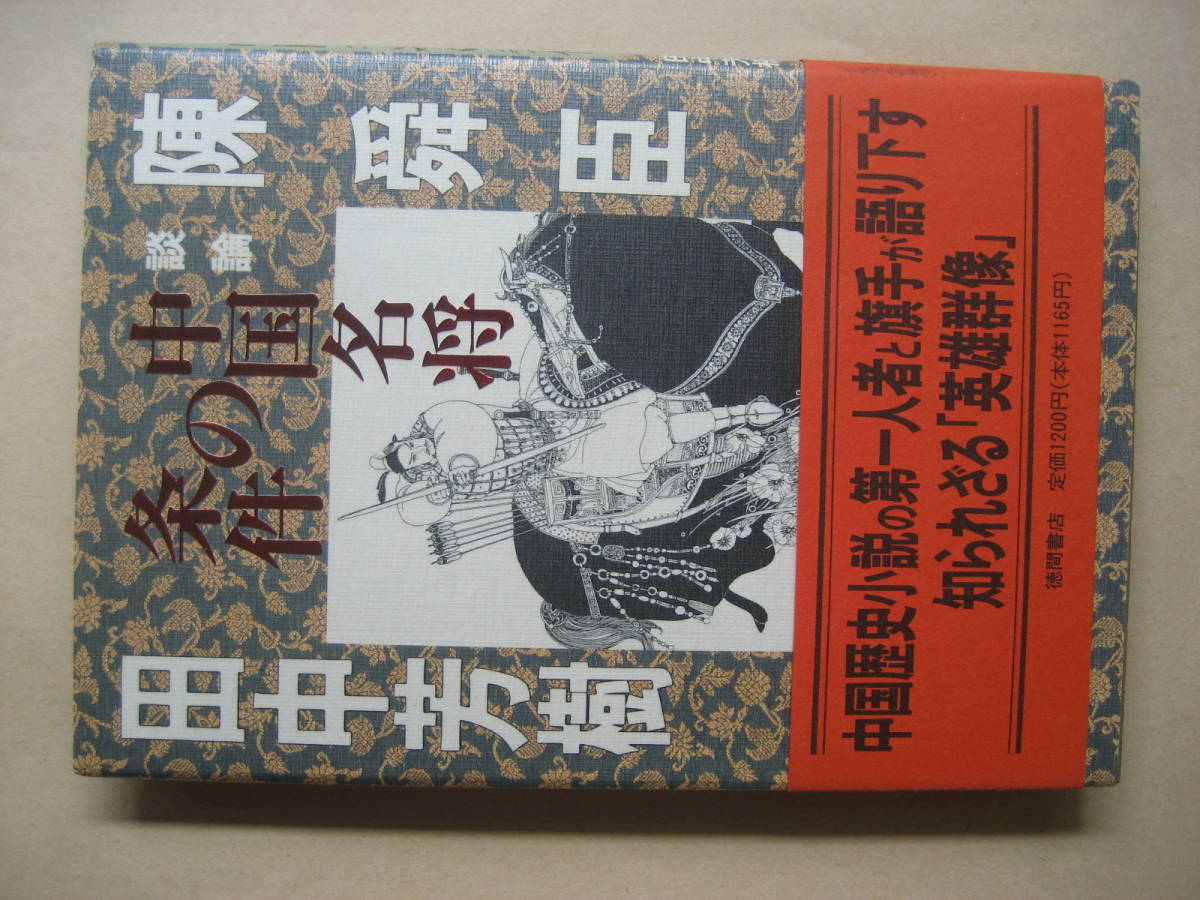 陳舜臣
談論
中国名将
の
条件
田中芳樹
中国歴史小説の第一人者と旗手が語り下す
知られざる「英雄群像」
徳間書店 定価1200円(本体1165円)